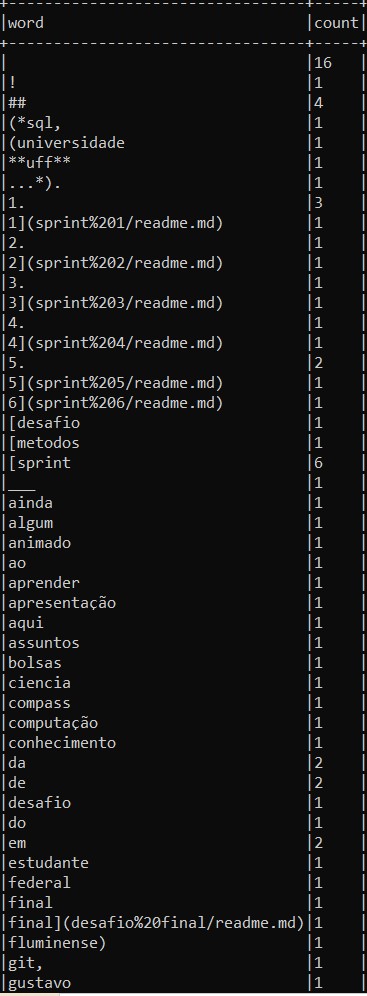 +--------------------------------+-----+
|word                            |count|
+--------------------------------+-----+
|                                |16   |
|!                               |1    |
|##                              |4    |
|(*sql,                          |1    |
|(universidade                   |1    |
|**uff**                         |1    |
|...*).                          |1    |
|1.                              |3    |
|1](sprint%201/readme.md)        |1    |
|2.                              |1    |
|2](sprint%202/readme.md)        |1    |
|3.                              |1    |
|3](sprint%203/readme.md)        |1    |
|4.                              |1    |
|4](sprint%204/readme.md)        |1    |
|5.                              |2    |
|5](sprint%205/readme.md)        |1    |
|6](sprint%206/readme.md)        |1    |
|[desafio                        |1    |
|[metodos                        |1    |
|[sprint                         |6    |
|___                             |1    |
|ainda                           |1    |
|algum                           |1    |
|animado                         |1    |
|ao                              |1    |
|aprender                        |1    |
|apresentação                    |1    |
|aqui                            |1    |
|assuntos                        |1    |
|bolsas                          |1    |
|ciencia                         |1    |
|compass                         |1    |
|computação                      |1    |
|conhecimento                    |1    |
|da                              |2    |
|de                              |2    |
|desafio                         |1    |
|do                              |1    |
|em                              |2    |
|estudante                       |1    |
|federal                         |1    |
|final                           |1    |
|final](desafio%20final/readme.md)|1    |
|fluminense)                     |1    |
|git,                            |1    |
|gustavo                         |1    |